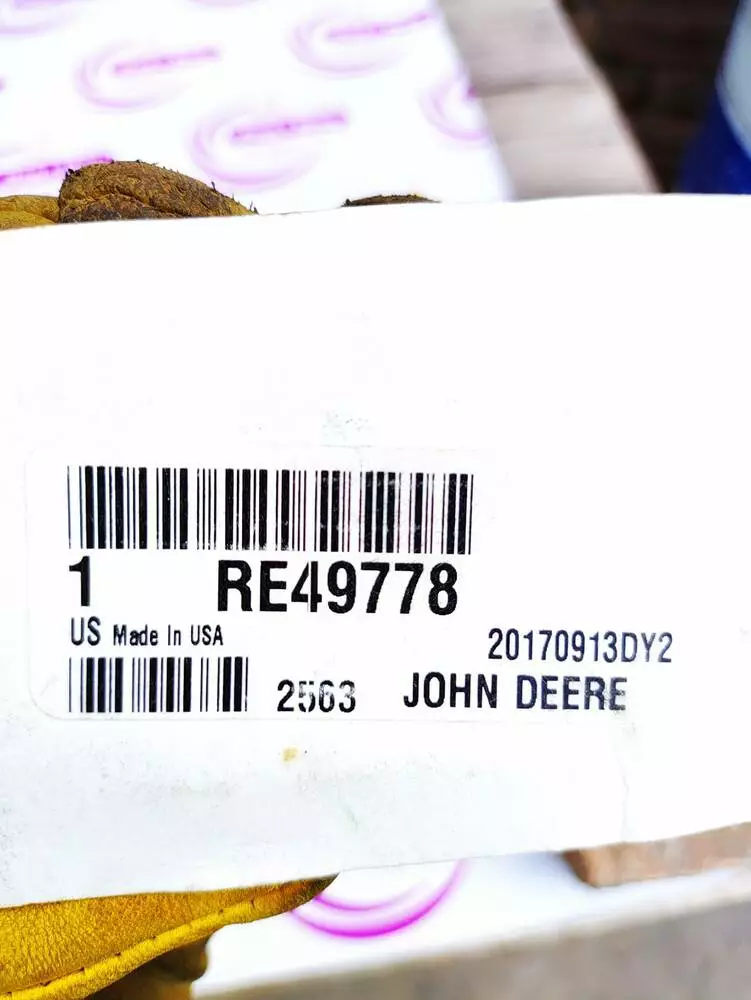 1 RE49778
US Made In USA
20170913DY2
2563 JOHN DEERE